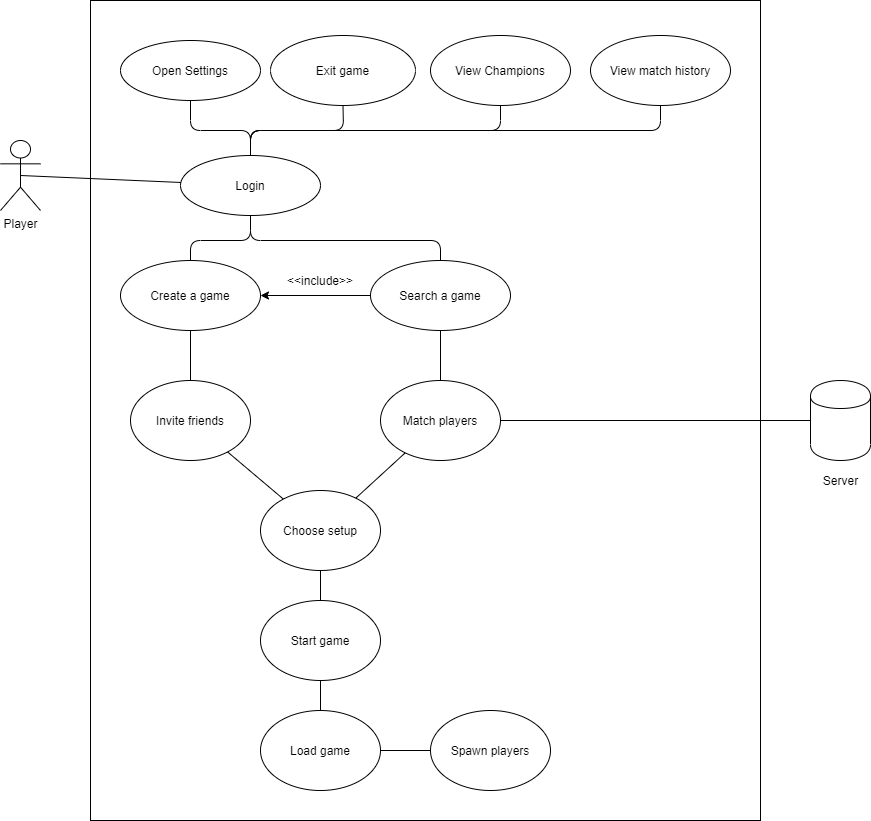 Open Settings
Exit game
View Champions
View match history
Login
Player
<<include>>
Create a game
Search a game
Invite friends
Match players
Server
Choose setup
Start game
Load game
Spawn players